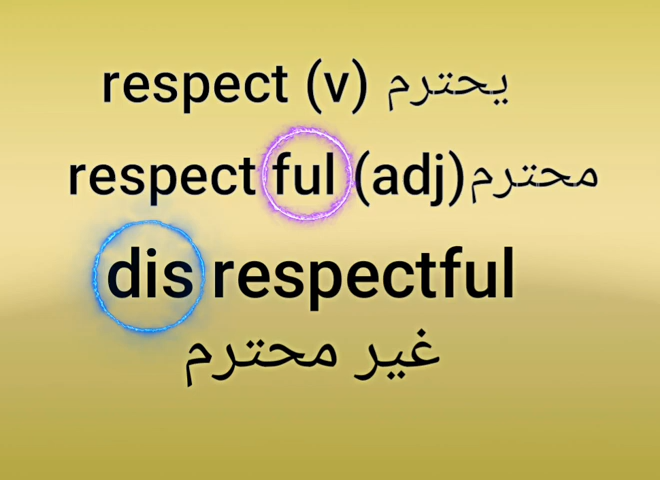 respect (v) يحترم
respect ful (adj) محترم
dis respectful
غير محترم